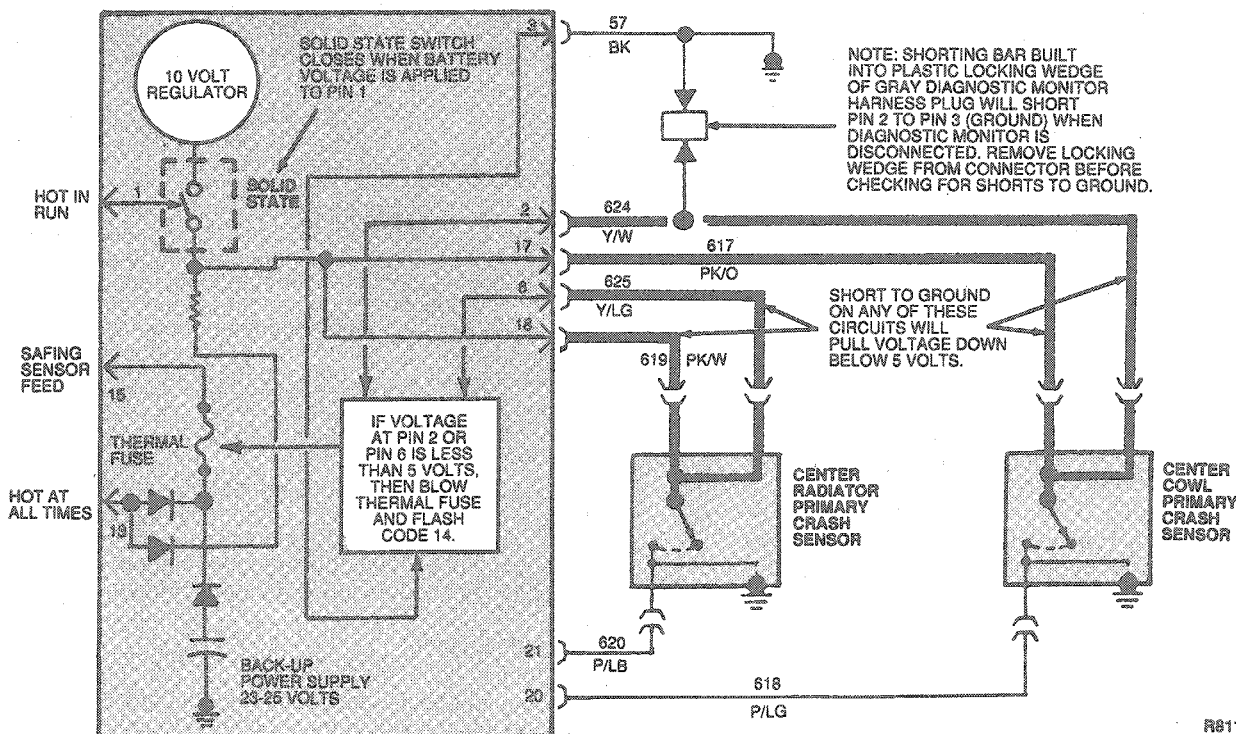 10 VOLT
REGULATOR
SOLID STATE SWITCH
CLOSES WHEN BATTERY
VOLTAGE IS APPLIED
TO PIN 1
3
57
BK
NOTE: SHORTING BAR BUILT
INTO PLASTIC LOCKING WEDGE
OF GRAY DIAGNOSTIC MONITOR
HARNESS PLUG WILL SHORT
PIN 2 TO PIN 3 (GROUND) WHEN
DIAGNOSTIC MONITOR IS
DISCONNECTED. REMOVE LOCKING
WEDGE FROM CONNECTOR BEFORE
CHECKING FOR SHORTS TO GROUND.
HOT IN
RUN
1
SOLID
STATE
2
624
Y/W
17
617
PK/O
6
625
Y/LG
18
619
PK/W
SHORT TO GROUND
ON ANY OF THESE
CIRCUITS WILL
PULL VOLTAGE DOWN
BELOW 5 VOLTS.
SAFING
SENSOR
FEED
15
THERMAL
FUSE
IF VOLTAGE
AT PIN 2 OR
PIN 6 IS LESS
THAN 5 VOLTS,
THEN BLOW
THERMAL FUSE
AND FLASH
CODE 14.
HOT AT
ALL TIMES
19
CENTER
RADIATOR
PRIMARY
CRASH
SENSOR
CENTER
COWL
PRIMARY
CRASH
SENSOR
BACK-UP
POWER SUPPLY
23-25 VOLTS
21
620
P/LB
20
618
P/LG